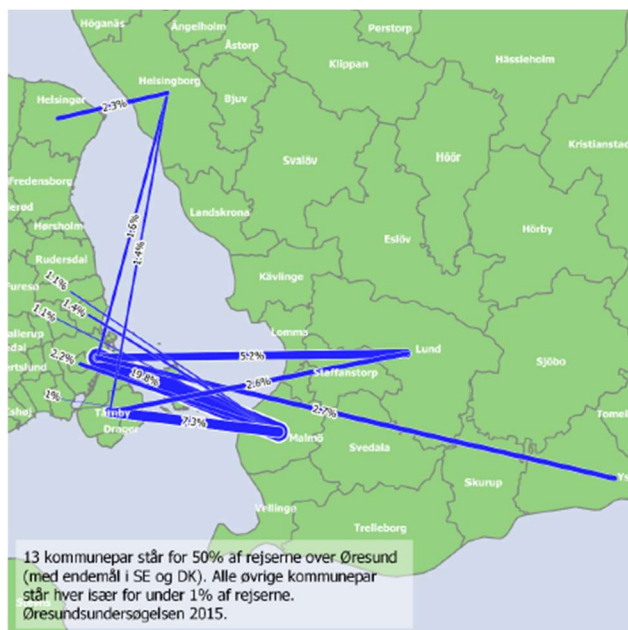 Höganäs
Ängelholm
Perstorp
Åstorp
Klippan
Hässleholm
Helsingborg
Helsingør
2.3%
Bjuv
Kristianstad
Svalöv
Höör
Fredensborg
Landskrona
Hørsholm
1.6%
1.4%
Hörby
Eslöv
Rudersdal
Kävlinge
1.1%
1.4%
1.1%
Lomma
Lund
5.2%
2.2%
19.8%
2.6%
Staffanstorp
Sjöbo
1%
Tårnby
7.3%
2.7%
Malmö
Svedala
Skurup
Trelleborg
13 kommunepar står for 50% af rejserne over Øresund
(med endemål i SE og DK). Alle øvrige kommunepar
står hver især for under 1% af rejserne.
Øresundsundersøgelsen 2015.